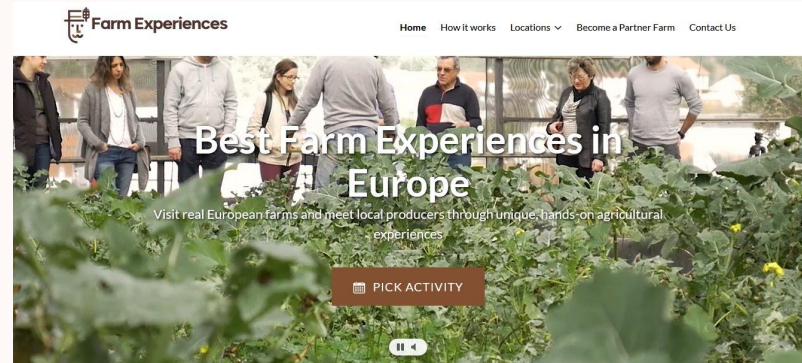 Farm Experiences
Home How it works Locations Become a Partner Farm Contact Us
Best Farm Experiences in
Europe
Visit real European farms and meet local producers through unique, hands-on agricultural
experiences
PICK ACTIVITY